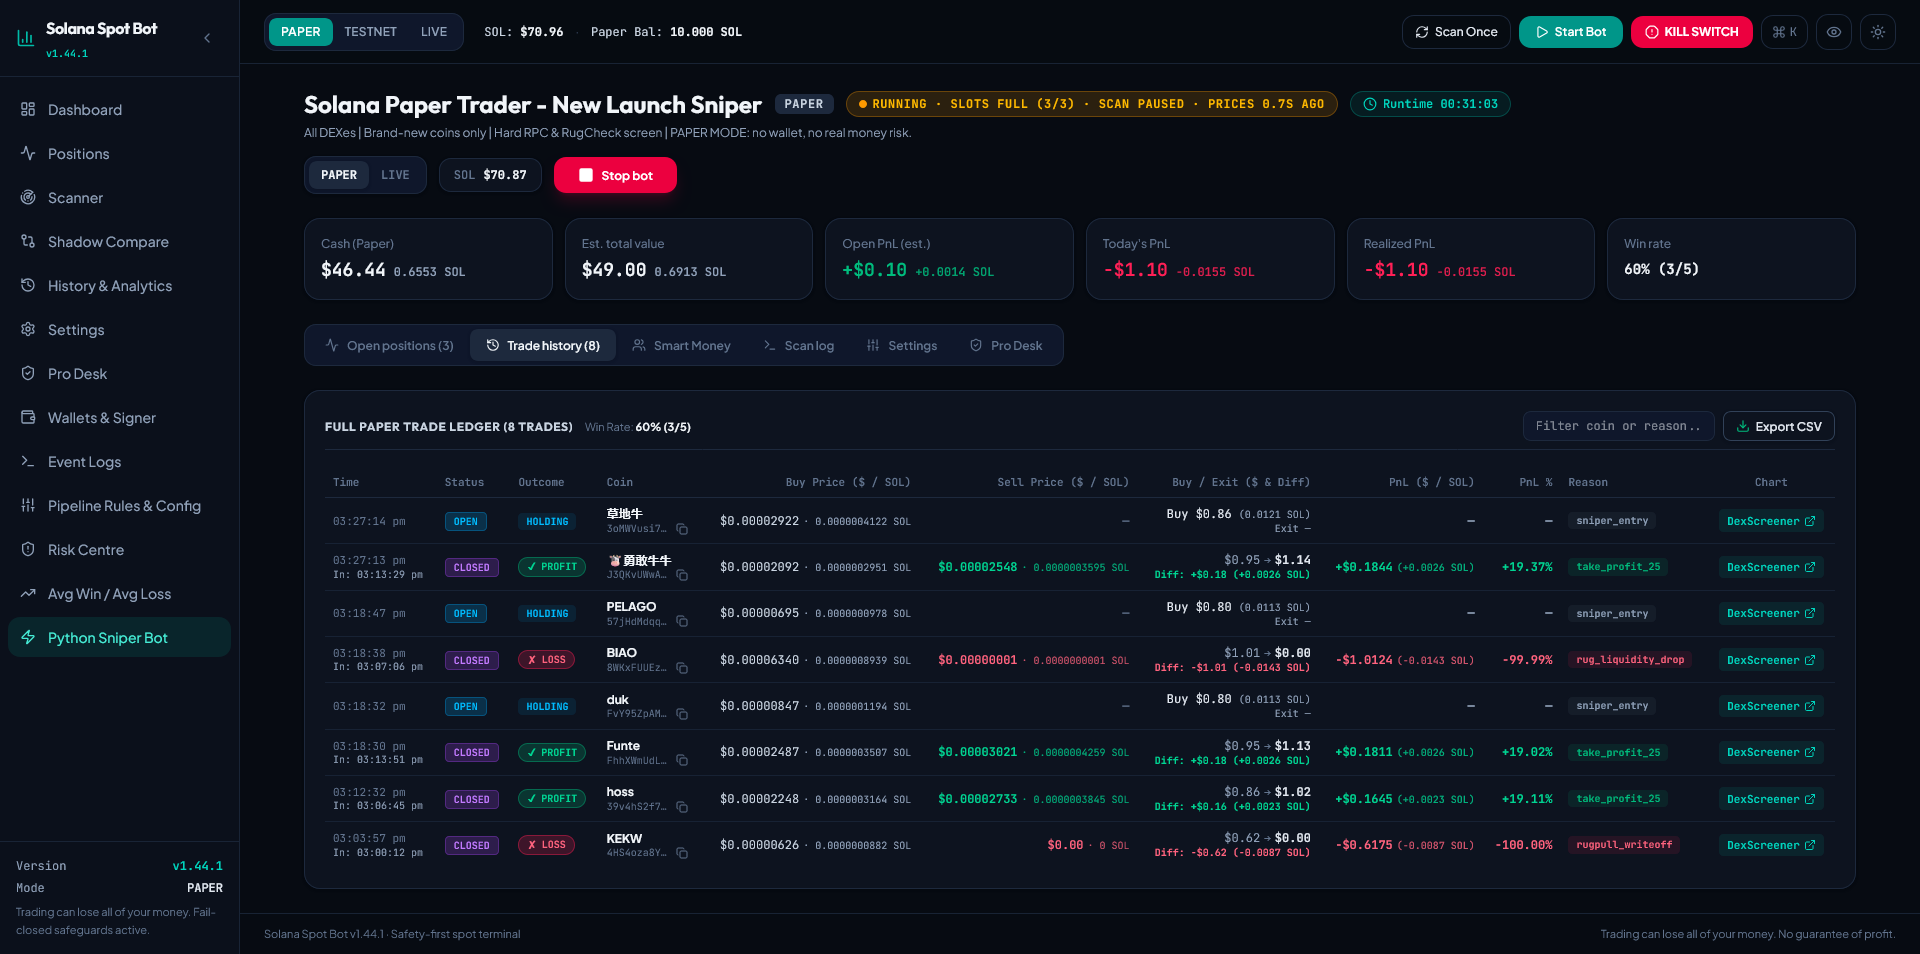 Solana Spot Bot
v1.44.1
PAPER TESTNET LIVE SOL: $70.96 · Paper Bal: 10.000 SOL
Scan Once Start Bot KILL SWITCH ⌘ K
Dashboard
Positions
Scanner
Shadow Compare
History & Analytics
Settings
Pro Desk
Wallets & Signer
Event Logs
Pipeline Rules & Config
Risk Centre
Avg Win / Avg Loss
Python Sniper Bot
Version v1.44.1
Mode PAPER
Trading can lose all of your money. Fail-
closed safeguards active.
Solana Paper Trader - New Launch Sniper PAPER RUNNING · SLOTS FULL (3/3) · SCAN PAUSED · PRICES 0.7S AGO Runtime 00:31:03
All DEXes | Brand-new coins only | Hard RPC & RugCheck screen | PAPER MODE: no wallet, no real money risk.
PAPER LIVE SOL $70.87 Stop bot
Cash (Paper)
$46.44 0.6553 SOL
Est. total value
$49.00 0.6913 SOL
Open PnL (est.)
+$0.10 +0.0014 SOL
Today's PnL
-$1.10 -0.0155 SOL
Realized PnL
-$1.10 -0.0155 SOL
Win rate
60% (3/5)
Open positions (3) Trade history (8) Smart Money Scan log Settings Pro Desk
FULL PAPER TRADE LEDGER (8 TRADES) Win Rate: 60% (3/5) Filter coin or reason.. Export CSV
Time Status Outcome Coin Buy Price ($ / SOL) Sell Price ($ / SOL) Buy / Exit ($ & Diff) PnL ($ / SOL) PnL % Reason Chart
03:27:14 pm OPEN HOLDING 草地牛 $0.00002922 · 0.0000004122 SOL — Buy $0.86 (0.0121 SOL) — — sniper_entry DexScreener
3oMWVusi7… Exit —
03:27:13 pm CLOSED ✓ PROFIT 🐮勇敢牛牛 $0.00002092 · 0.0000002951 SOL $0.00002548 · 0.0000003595 SOL $0.95 → $1.14 +$0.1844 (+0.0026 SOL) +19.37% take_profit_25 DexScreener
In: 03:13:29 pm J3QKvUWwA… Diff: +$0.18 (+0.0026 SOL)
03:18:47 pm OPEN HOLDING PELAGO $0.00000695 · 0.0000000978 SOL — Buy $0.80 (0.0113 SOL) — — sniper_entry DexScreener
57jHdMdqq… Exit —
03:18:38 pm CLOSED ✗ LOSS BIAO $0.00006340 · 0.0000008939 SOL $0.00000001 · 0.0000000001 SOL $1.01 → $0.00 -$1.0124 (-0.0143 SOL) -99.99% rug_liquidity_drop DexScreener
In: 03:07:06 pm 8WKxFUUEz… Diff: -$1.01 (-0.0143 SOL)
03:18:32 pm OPEN HOLDING duk $0.00000847 · 0.0000001194 SOL — Buy $0.80 (0.0113 SOL) — — sniper_entry DexScreener
FvY95ZpAM… Exit —
03:18:30 pm CLOSED ✓ PROFIT Funte $0.00002487 · 0.0000003507 SOL $0.00003021 · 0.0000004259 SOL $0.95 → $1.13 +$0.1811 (+0.0026 SOL) +19.02% take_profit_25 DexScreener
In: 03:13:51 pm FhhXWmUdL… Diff: +$0.18 (+0.0026 SOL)
03:12:32 pm CLOSED ✓ PROFIT hoss $0.00002248 · 0.0000003164 SOL $0.00002733 · 0.0000003845 SOL $0.86 → $1.02 +$0.1645 (+0.0023 SOL) +19.11% take_profit_25 DexScreener
In: 03:06:45 pm 39v4hS2f7… Diff: +$0.16 (+0.0023 SOL)
03:03:57 pm CLOSED ✗ LOSS KEKW $0.00000626 · 0.0000000882 SOL $0.00 · 0 SOL $0.62 → $0.00 -$0.6175 (-0.0087 SOL) -100.00% rugpull_writeoff DexScreener
In: 03:00:12 pm 4HS4oza8Y… Diff: -$0.62 (-0.0087 SOL)
Solana Spot Bot v1.44.1 · Safety-first spot terminal Trading can lose all of your money. No guarantee of profit.